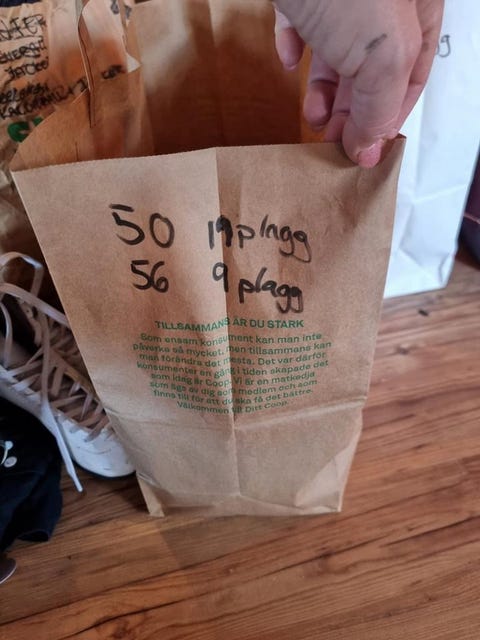 50 19 plagg
56 9 plagg
TILLSAMMANS ÄR DU STARK
Som ensam konsument kan man inte
påverka så mycket, men tillsammans kan
man förändra det mesta. Det var därför
konsumenter en gång i tiden skapade det
som idag är Coop. Vi är en matkedja
som ägs av dig som medlem och som
finns till för att du ska få det bättre.
Välkommen till Ditt Coop.